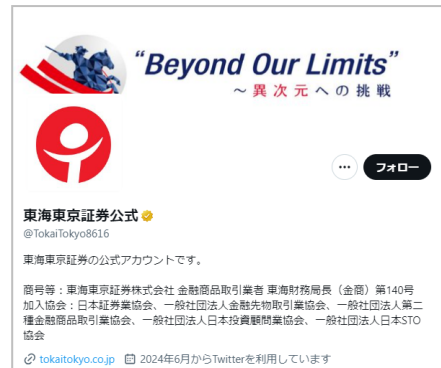 “Beyond Our Limits”
～異次元への挑戦
フォロー
東海東京証券公式
@TokaiTokyo8616
東海東京証券の公式アカウントです。
商号等：東海東京証券株式会社 金融商品取引業者 東海財務局長（金商）第140号
加入協会：日本証券業協会、一般社団法人金融先物取引業協会、一般社団法人第二
種金融商品取引業協会、一般社団法人日本投資顧問業協会、一般社団法人日本STO
協会
tokaitokyo.co.jp 2024年6月からTwitterを利用しています